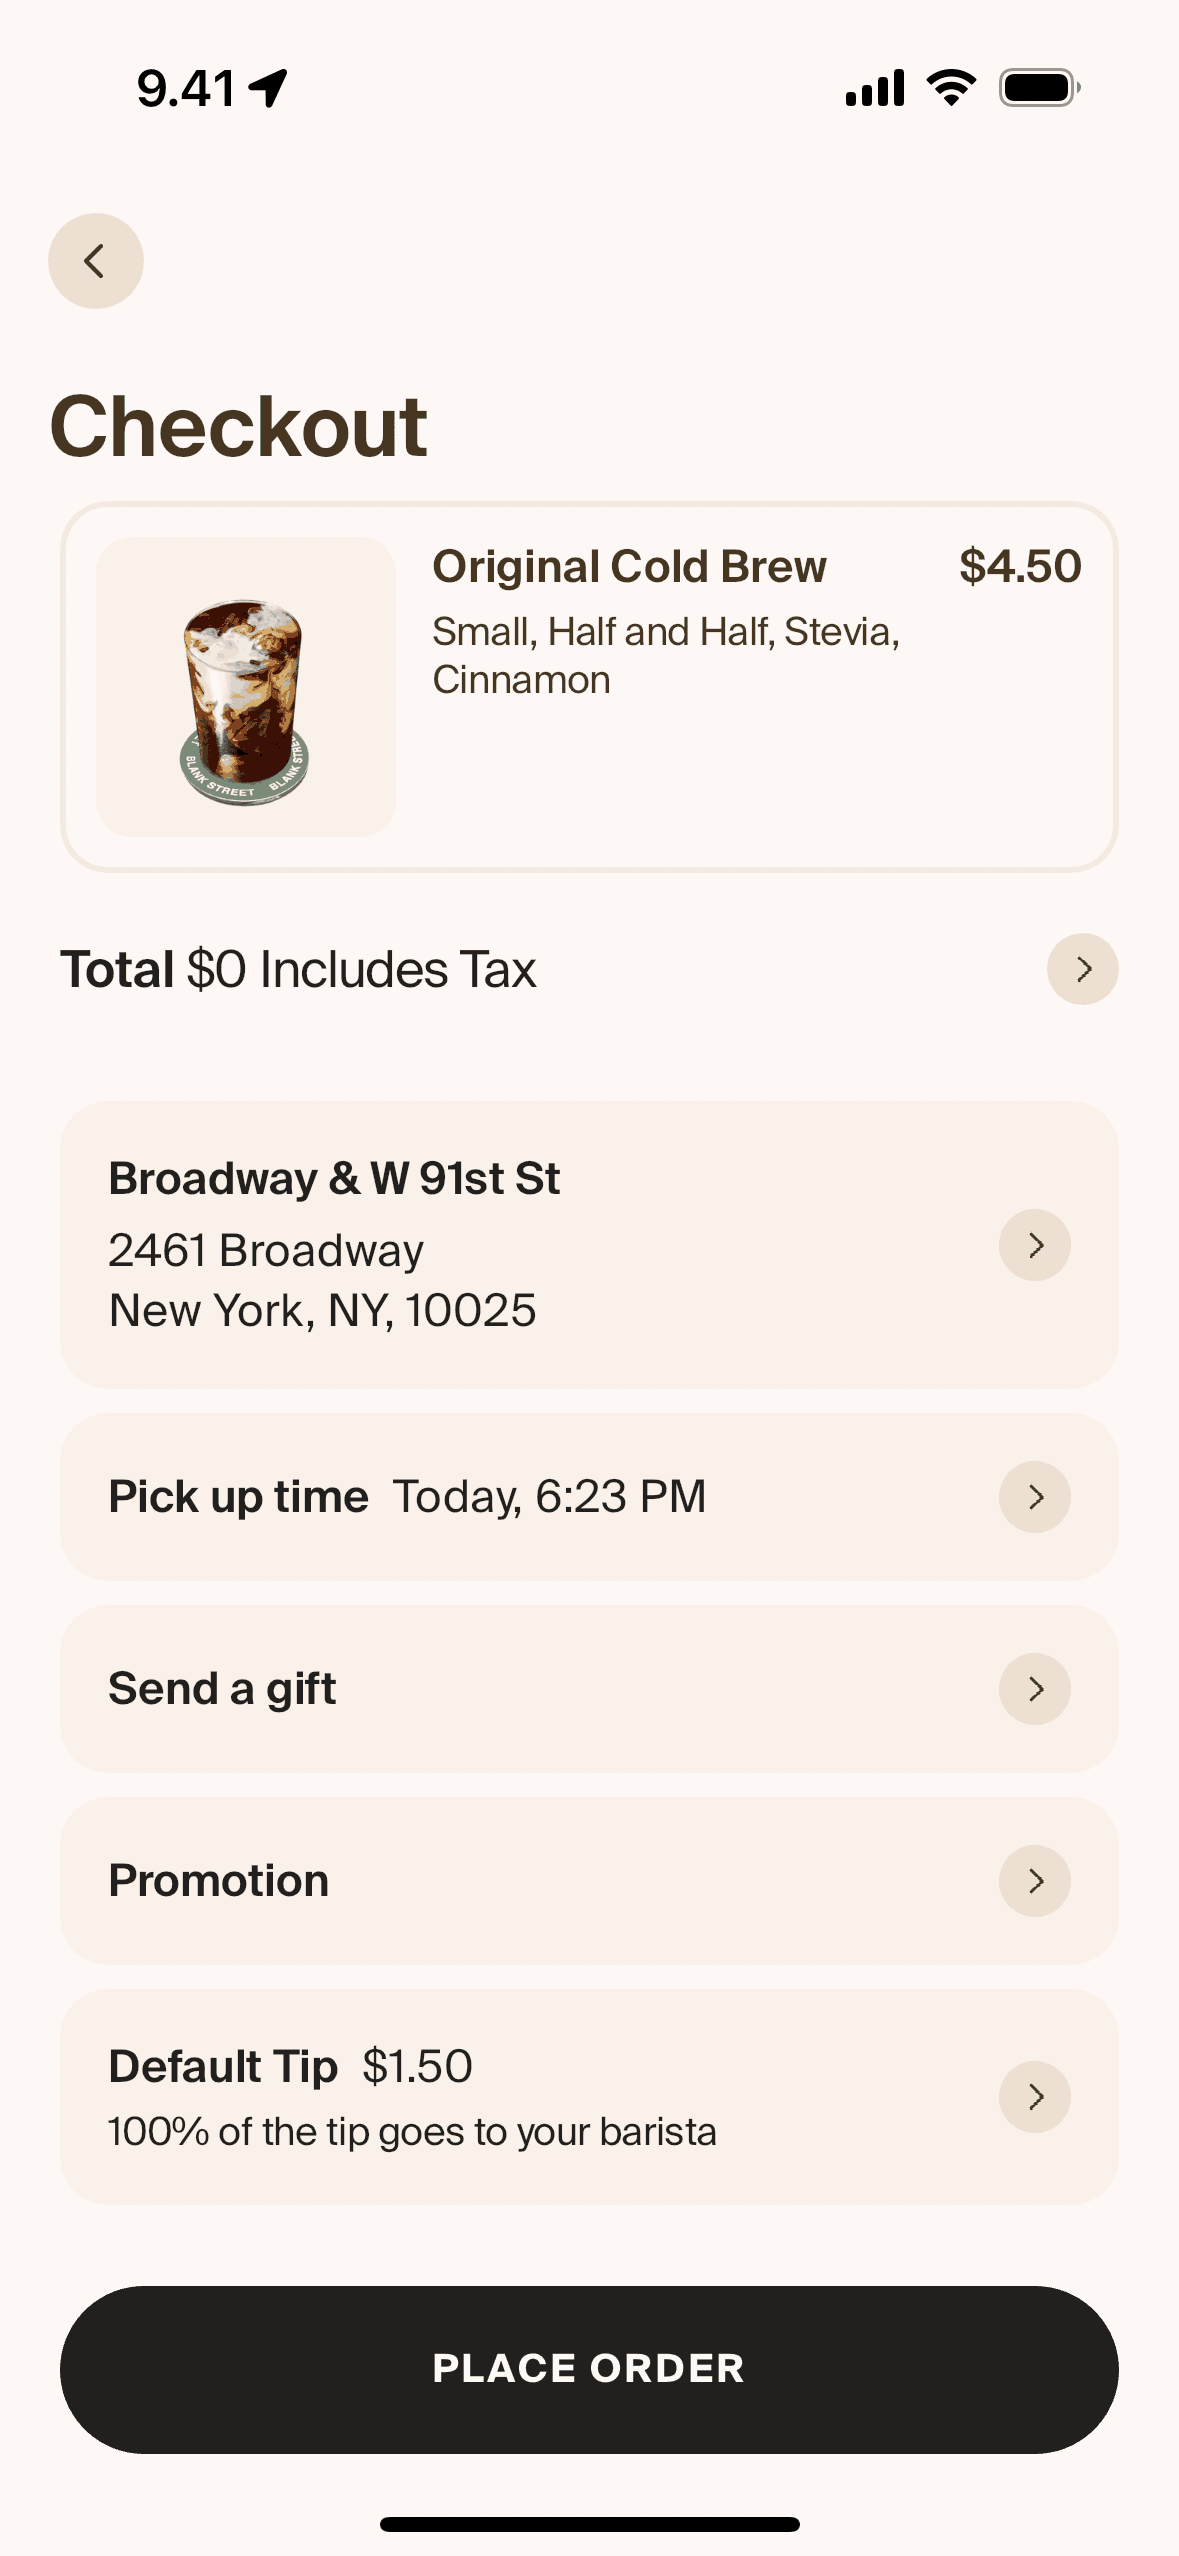 9.41
Checkout
Original Cold Brew $4.50
Small, Half and Half, Stevia,
Cinnamon
BLANK STREET BLANK STRE
Total $0 Includes Tax
Broadway & W 91st St
2461 Broadway
New York, NY, 10025
Pick up time Today, 6:23 PM
Send a gift
Promotion
Default Tip $1.50
100% of the tip goes to your barista
PLACE ORDER